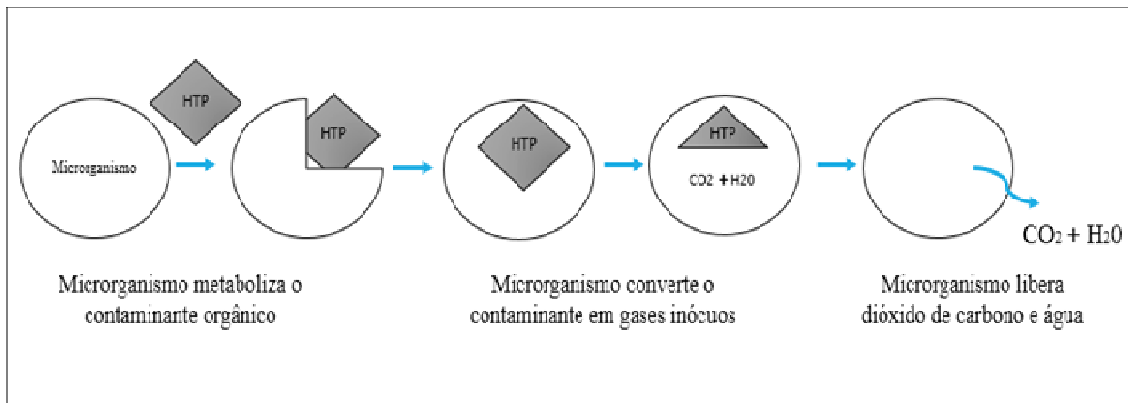 HTP
Microrganismo
HTP
HTP
HTP
CO2 +H20
CO2 + H20
Microrganismo metaboliza o
contaminante orgânico
Microrganismo converte o
contaminante em gases inócuos
Microrganismo libera
dióxido de carbono e água